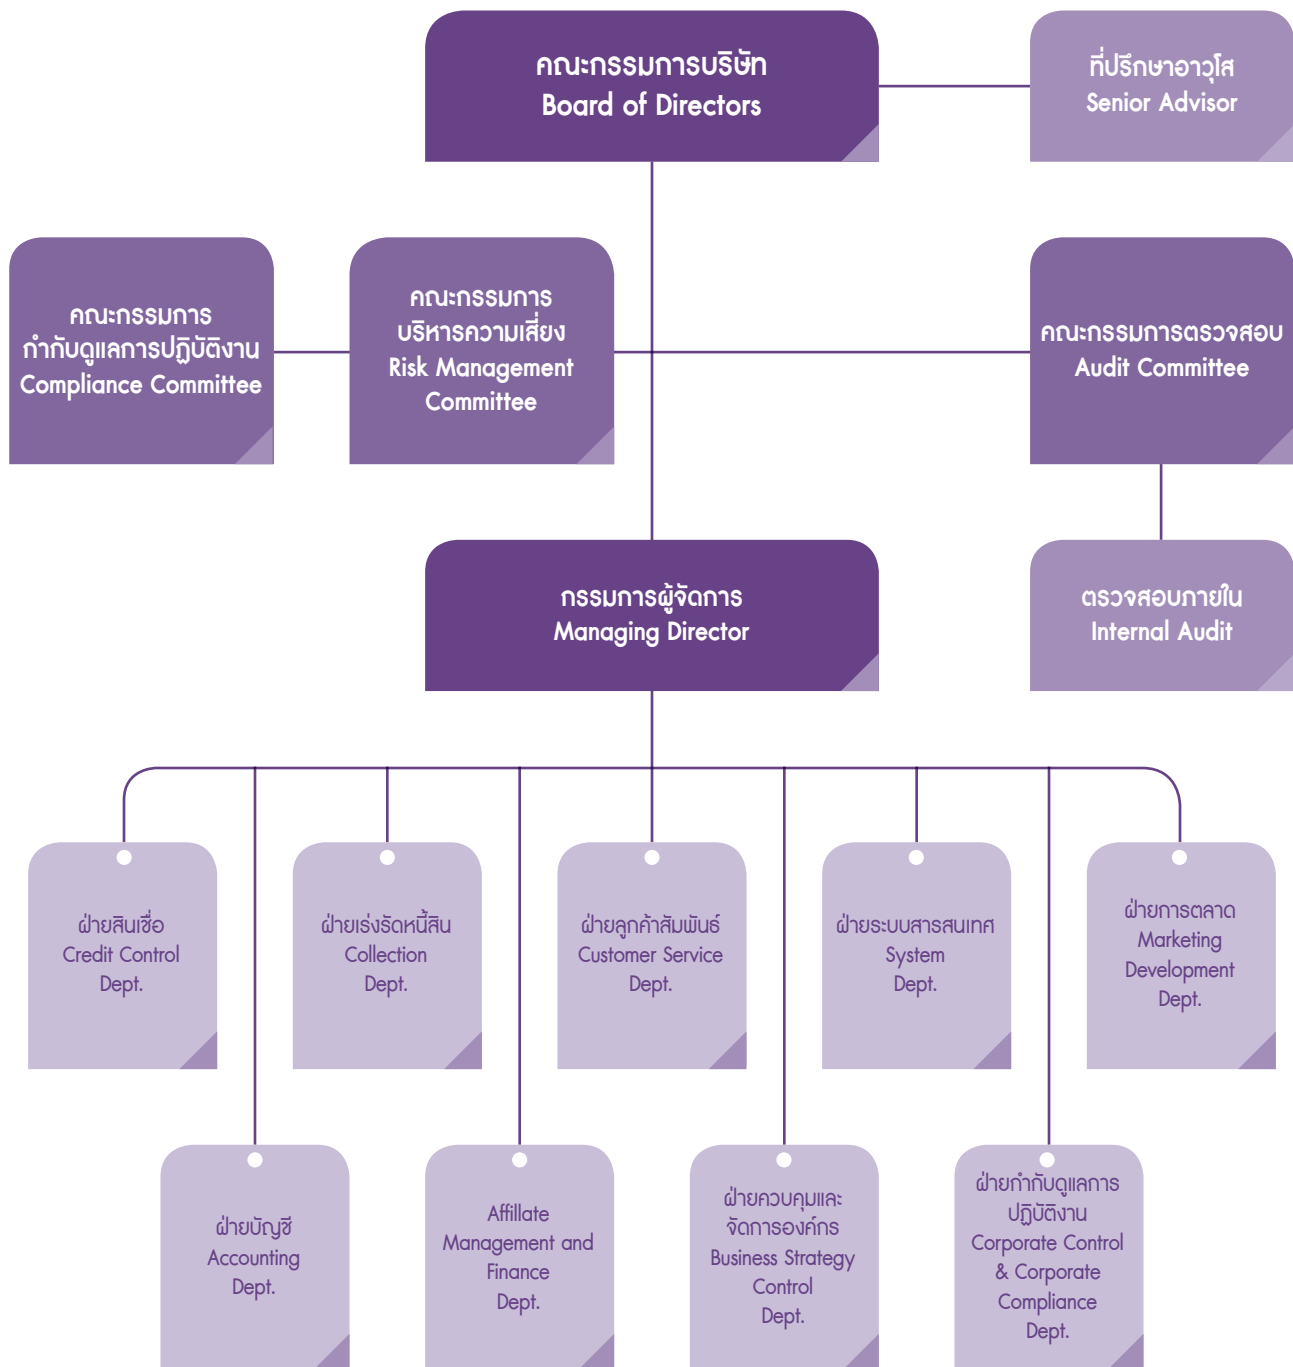 คณะกรรมการบริษัท
Board of Directors
ที่ปรึกษาอาวุโส
Senior Advisor
คณะกรรมการ
กำกับดูแลการปฏิบัติงาน
Compliance Committee
คณะกรรมการ
บริหารความเสี่ยง
Risk Management
Committee
คณะกรรมการตรวจสอบ
Audit Committee
กรรมการผู้จัดการ
Managing Director
ตรวจสอบภายใน
Internal Audit
ฝ่ายสินเชื่อ
Credit Control
Dept.
ฝ่ายเร่งรัดหนี้สิน
Collection
Dept.
ฝ่ายลูกค้าสัมพันธ์
Customer Service
Dept.
ฝ่ายระบบสารสนเทศ
System
Dept.
ฝ่ายการตลาด
Marketing
Development
Dept.
ฝ่ายบัญชี
Accounting
Dept.
Affillate
Management and
Finance
Dept.
ฝ่ายควบคุมและ
จัดการองค์กร
Business Strategy
Control
Dept.
ฝ่ายกำกับดูแลการ
ปฏิบัติงาน
Corporate Control
& Corporate
Compliance
Dept.